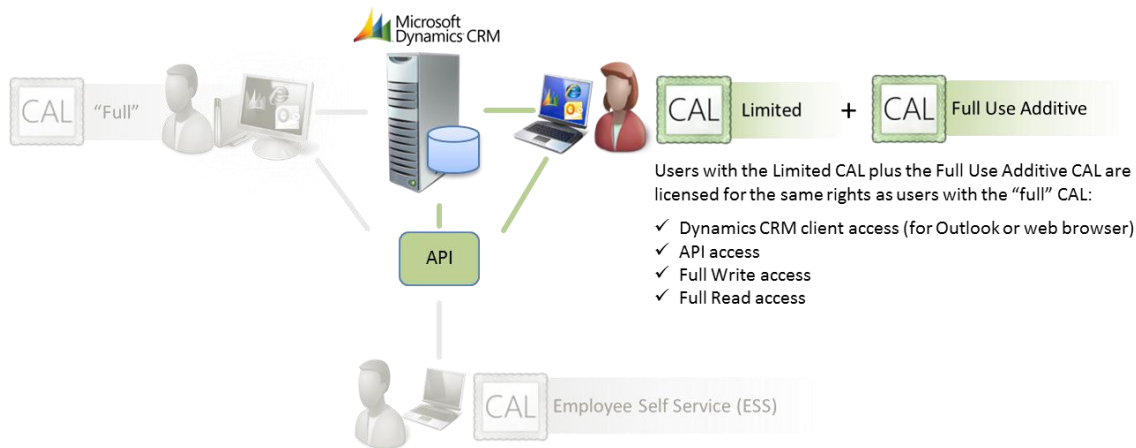 Microsoft
Dynamics CRM
CAL "Full"
CAL Limited + CAL Full Use Additive
Users with the Limited CAL plus the Full Use Additive CAL are
licensed for the same rights as users with the "full" CAL:
✓ Dynamics CRM client access (for Outlook or web browser)
✓ API access
✓ Full Write access
✓ Full Read access
API
CAL Employee Self Service (ESS)